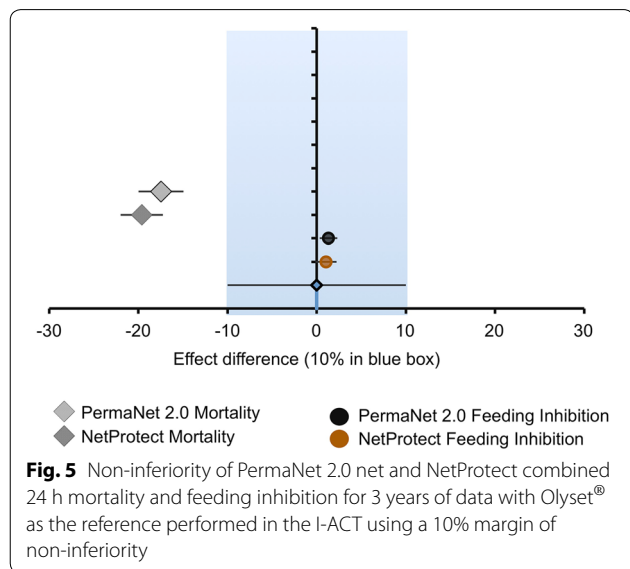 -30 -20 -10 0 10 20 30
Effect difference (10% in blue box)
PermaNet 2.0 Mortality
NetProtect Mortality
PermaNet 2.0 Feeding Inhibition
NetProtect Feeding Inhibition
Fig. 5 Non-inferiority of PermaNet 2.0 net and NetProtect combined
24 h mortality and feeding inhibition for 3 years of data with Olyset®
as the reference performed in the I-ACT using a 10% margin of
non-inferiority